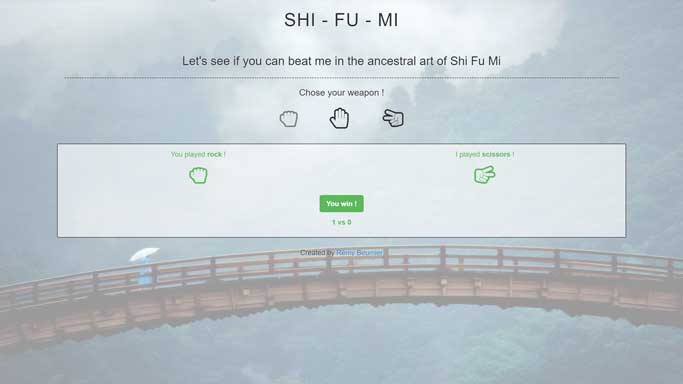 SHI - FU - MI
Let's see if you can beat me in the ancestral art of Shi Fu Mi
Chose your weapon !
You played rock !
I played scissors !
You win !
1 vs 0
Created by Rémy Beumier